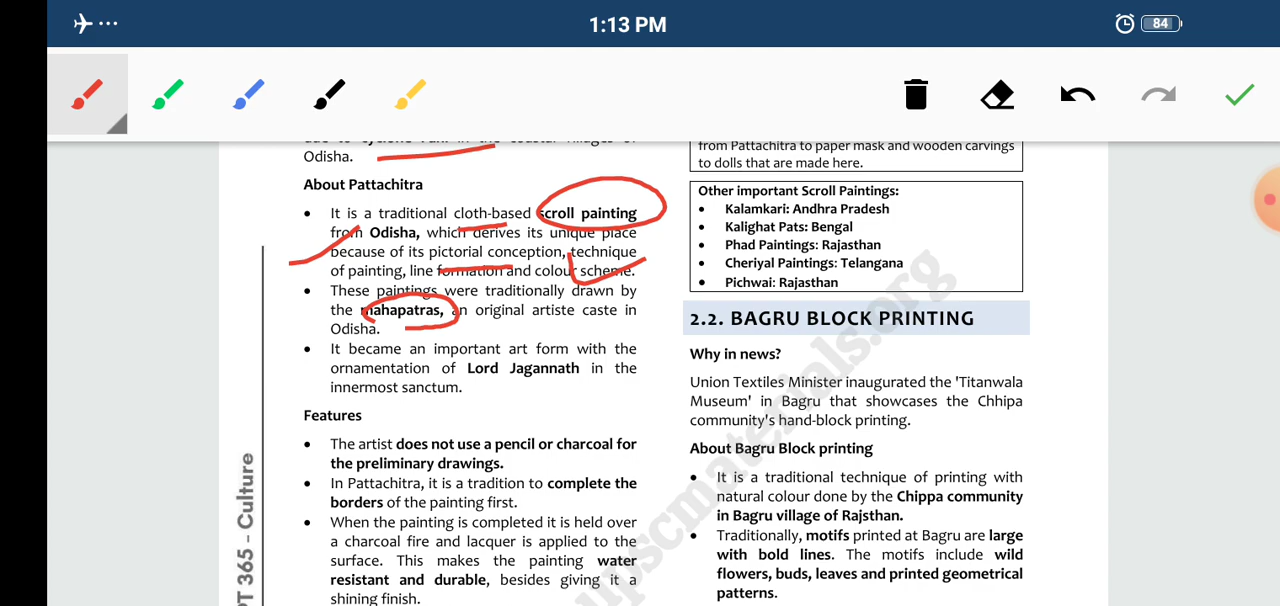 1:13 PM
84
due to cyclone Fani in the coastal villages of
Odisha.
About Pattachitra
• It is a traditional cloth-based scroll painting
from Odisha, which derives its unique place
because of its pictorial conception, technique
of painting, line formation and colour scheme.
• These paintings were traditionally drawn by
the mahapatras, an original artiste caste in
Odisha.
• It became an important art form with the
ornamentation of Lord Jagannath in the
innermost sanctum.
Features
• The artist does not use a pencil or charcoal for
the preliminary drawings.
• In Pattachitra, it is a tradition to complete the
borders of the painting first.
• When the painting is completed it is held over
a charcoal fire and lacquer is applied to the
surface. This makes the painting water
resistant and durable, besides giving it a
shining finish.
PT 365 – Culture
from Pattachitra to paper mask and wooden carvings
to dolls that are made here.
Other important Scroll Paintings:
• Kalamkari: Andhra Pradesh
• Kalighat Pats: Bengal
• Phad Paintings: Rajasthan
• Cheriyal Paintings: Telangana
• Pichwai: Rajasthan
2.2. BAGRU BLOCK PRINTING
Why in news?
Union Textiles Minister inaugurated the 'Titanwala
Museum' in Bagru that showcases the Chhipa
community's hand-block printing.
About Bagru Block printing
• It is a traditional technique of printing with
natural colour done by the Chippa community
in Bagru village of Rajsthan.
• Traditionally, motifs printed at Bagru are large
with bold lines. The motifs include wild
flowers, buds, leaves and printed geometrical
patterns.
upscmaterials.org